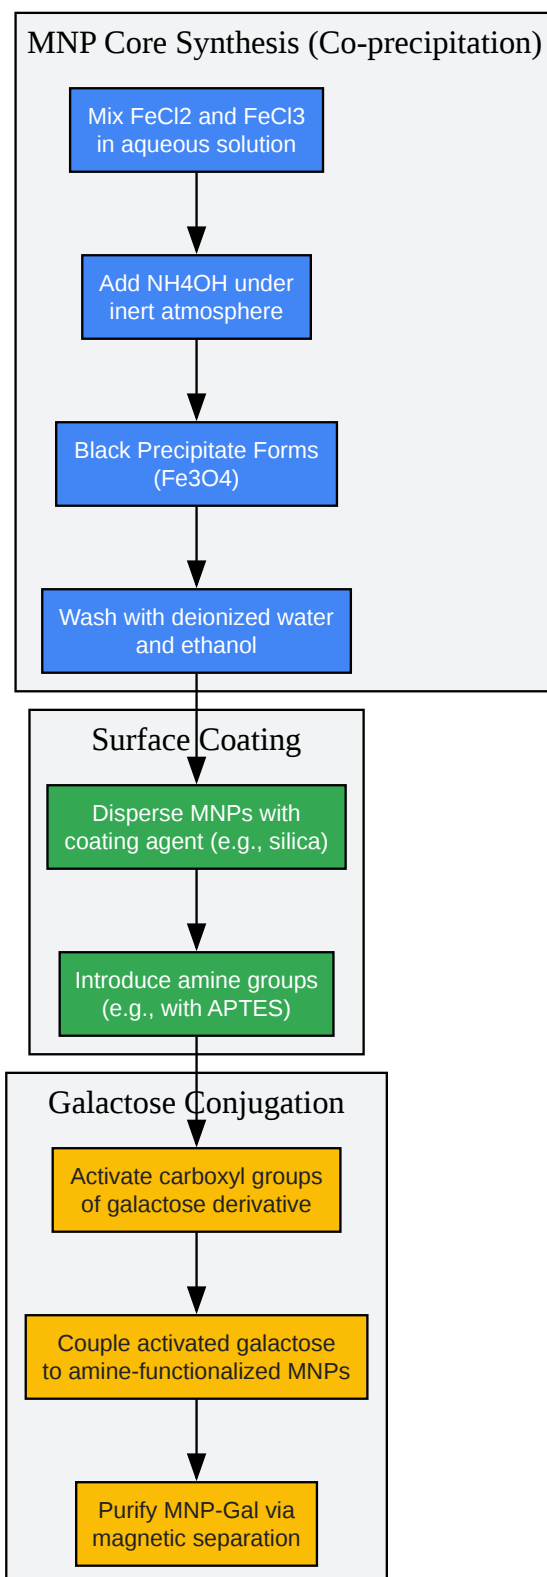 MNP Core Synthesis (Co-precipitation)
Mix FeCl2 and FeCl3
in aqueous solution
Add NH4OH under
inert atmosphere
Black Precipitate Forms
(Fe3O4)
Wash with deionized water
and ethanol
Surface Coating
Disperse MNPs with
coating agent (e.g., silica)
Introduce amine groups
(e.g., with APTES)
Galactose Conjugation
Activate carboxyl groups
of galactose derivative
Couple activated galactose
to amine-functionalized MNPs
Purify MNP-Gal via
magnetic separation